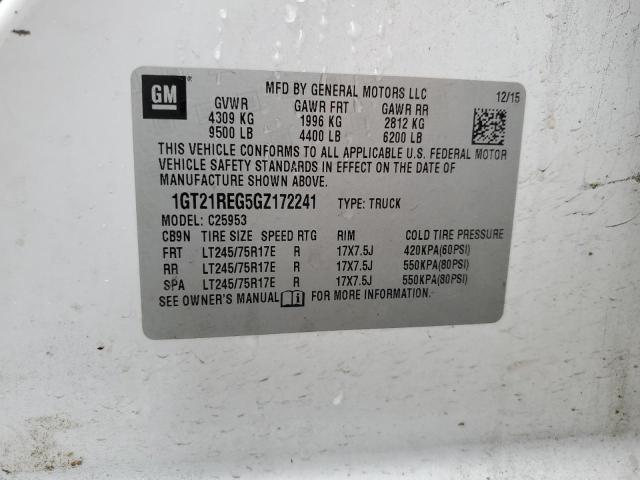 GM
MFD BY GENERAL MOTORS LLC
12/15
GVWR GAWR FRT GAWR RR
4309 KG 1996 KG 2812 KG
9500 LB 4400 LB 6200 LB
THIS VEHICLE CONFORMS TO ALL APPLICABLE U.S. FEDERAL MOTOR
VEHICLE SAFETY STANDARDS IN EFFECT ON THE DATE OF
MANUFACTURE SHOWN ABOVE.
1GT21REG5GZ172241 TYPE: TRUCK
MODEL: C25953
CB9N TIRE SIZE SPEED RTG RIM COLD TIRE PRESSURE
FRT LT245/75R17E R 17X7.5J 420KPA(60PSI)
RR LT245/75R17E R 17X7.5J 550KPA(80PSI)
SPA LT245/75R17E R 17X7.5J 550KPA(80PSI)
SEE OWNER'S MANUAL FOR MORE INFORMATION.